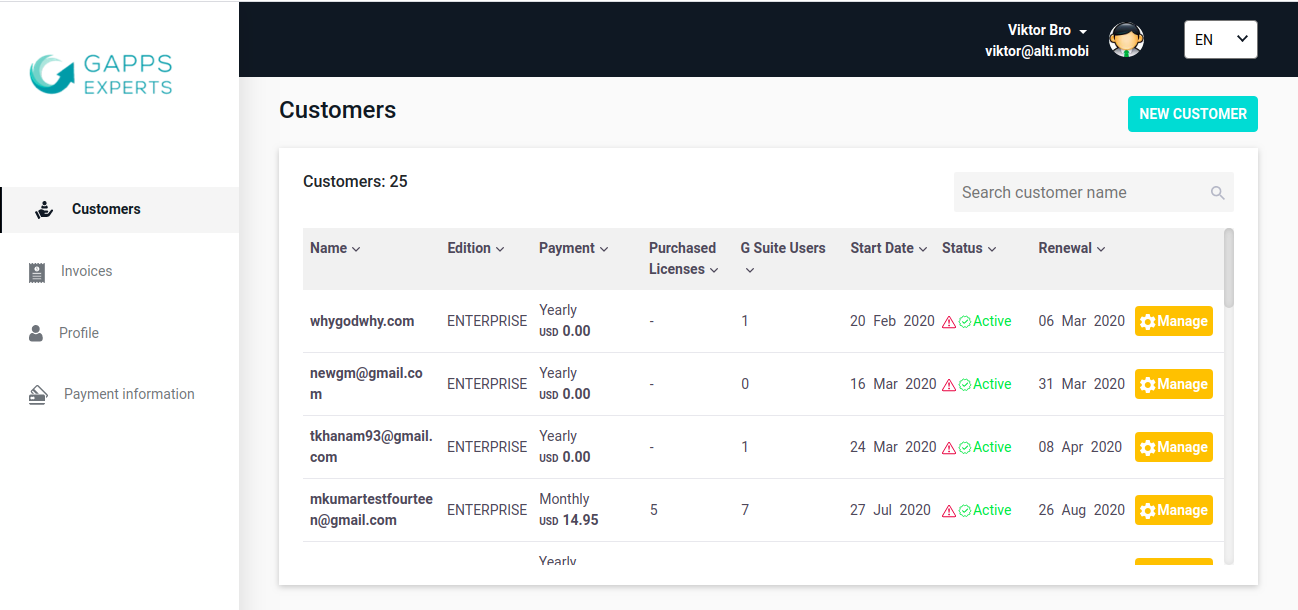 GAPPS
EXPERTS
Viktor Bro
viktor@alti.mobi
EN
Customers
Invoices
Profile
Payment information
Customers
NEW CUSTOMER
Customers: 25
Search customer name
Name Edition Payment Purchased Licenses G Suite Users Start Date Status Renewal
whygodwhy.com ENTERPRISE Yearly USD 0.00 - 1 20 Feb 2020 Active 06 Mar 2020 Manage
newgm@gmail.com ENTERPRISE Yearly USD 0.00 - 0 16 Mar 2020 Active 31 Mar 2020 Manage
tkhanam93@gmail.com ENTERPRISE Yearly USD 0.00 - 1 24 Mar 2020 Active 08 Apr 2020 Manage
mkumartestfourteen@gmail.com ENTERPRISE Monthly USD 14.95 5 7 27 Jul 2020 Active 26 Aug 2020 Manage
Yearly